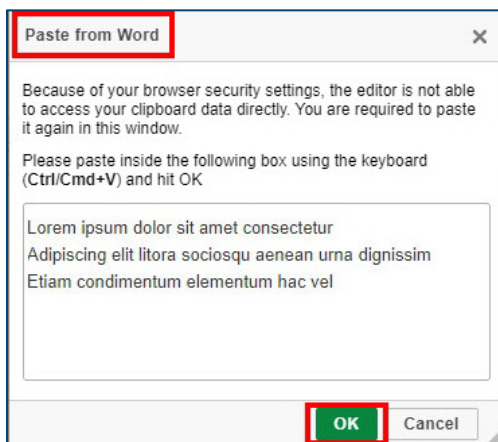 Paste from Word
Because of your browser security settings, the editor is not able
to access your clipboard data directly. You are required to paste
it again in this window.
Please paste inside the following box using the keyboard
(Ctrl/Cmd+V) and hit OK
Lorem ipsum dolor sit amet consectetur
Adipiscing elit litora sociosqu aenean urna dignissim
Etiam condimentum elementum hac vel
OK Cancel